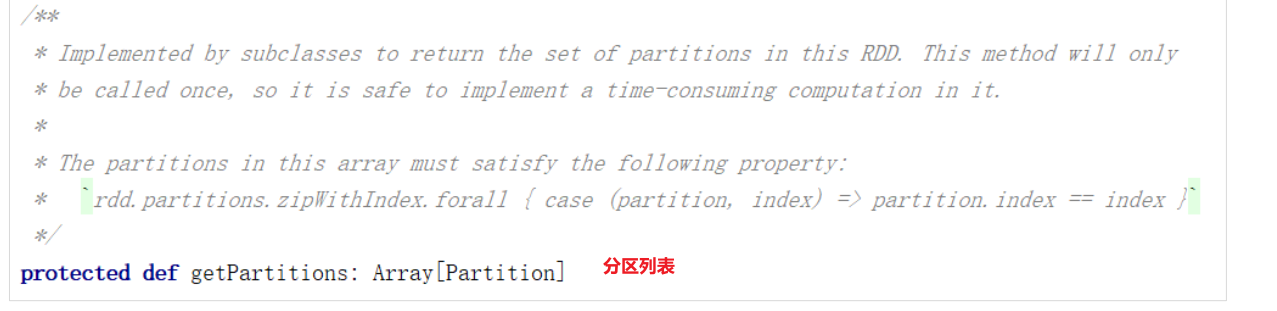 /**
* Implemented by subclasses to return the set of partitions in this RDD. This method will only
* be called once, so it is safe to implement a time-consuming computation in it.
*
* The partitions in this array must satisfy the following property:
* `rdd.partitions.zipWithIndex.forall { case (partition, index) => partition.index == index }`
*/
protected def getPartitions: Array[Partition] 分区列表